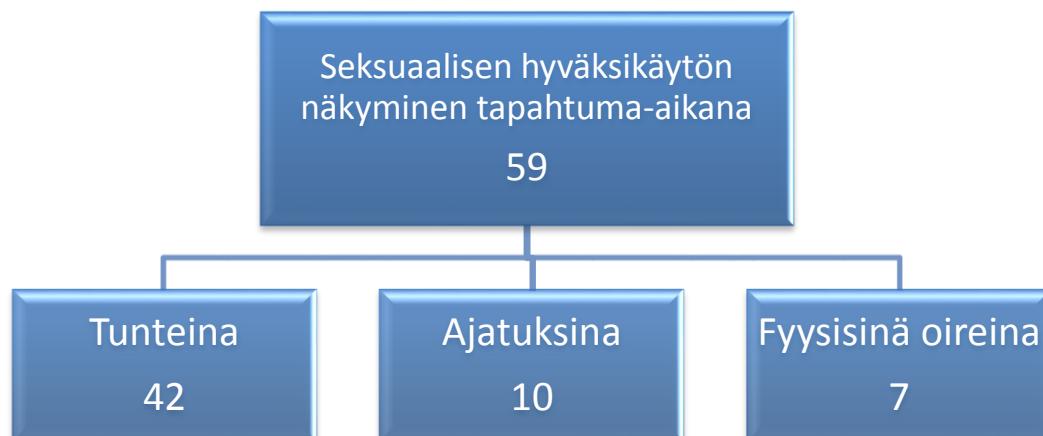 Seksuaalisen hyväksikäytön
näkyminen tapahtuma-aikana
59
Tunteina
42
Ajatuksina
10
Fyysisinä oireina
7